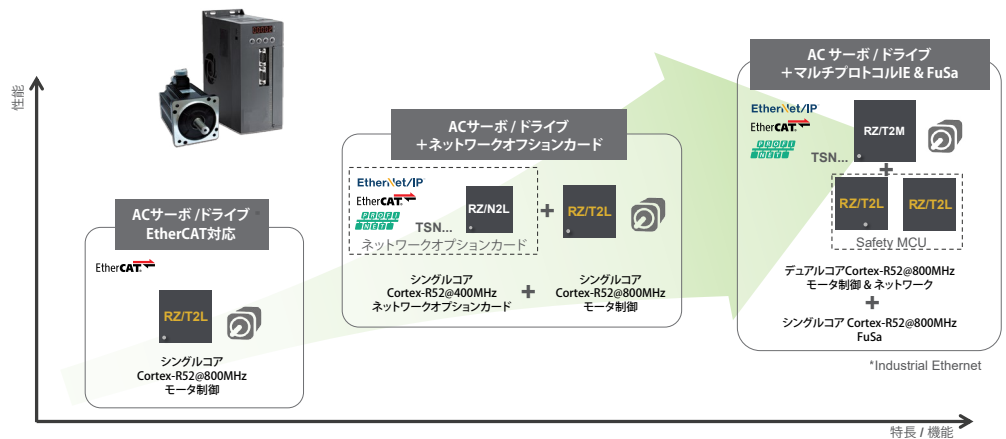 性能
ACサーボ /ドライブ
EtherCAT対応
EtherCAT
RZ/T2L
シングルコア
Cortex-R52@800MHz
モータ制御
ACサーボ / ドライブ
＋ネットワークオフションカード
EtherNet/IP
EtherCAT
PROFI
NET
TSN...
RZ/N2L
ネットワークオプションカード
+
RZ/T2L
シングルコア
Cortex-R52@400MHz
ネットワークオプションカード
+
シングルコア
Cortex-R52@800MHz
モータ制御
AC サーボ / ドライブ
＋マルチプロトコルIE & FuSa
EtherNet/IP
EtherCAT
PROFI
NET
TSN...
RZ/T2M
+
RZ/T2L
RZ/T2L
Safety MCU
デュアルコアCortex-R52@800MHz
モータ制御 & ネットワーク
+
シングルコア Cortex-R52@800MHz
FuSa
*Industrial Ethernet
特長 / 機能